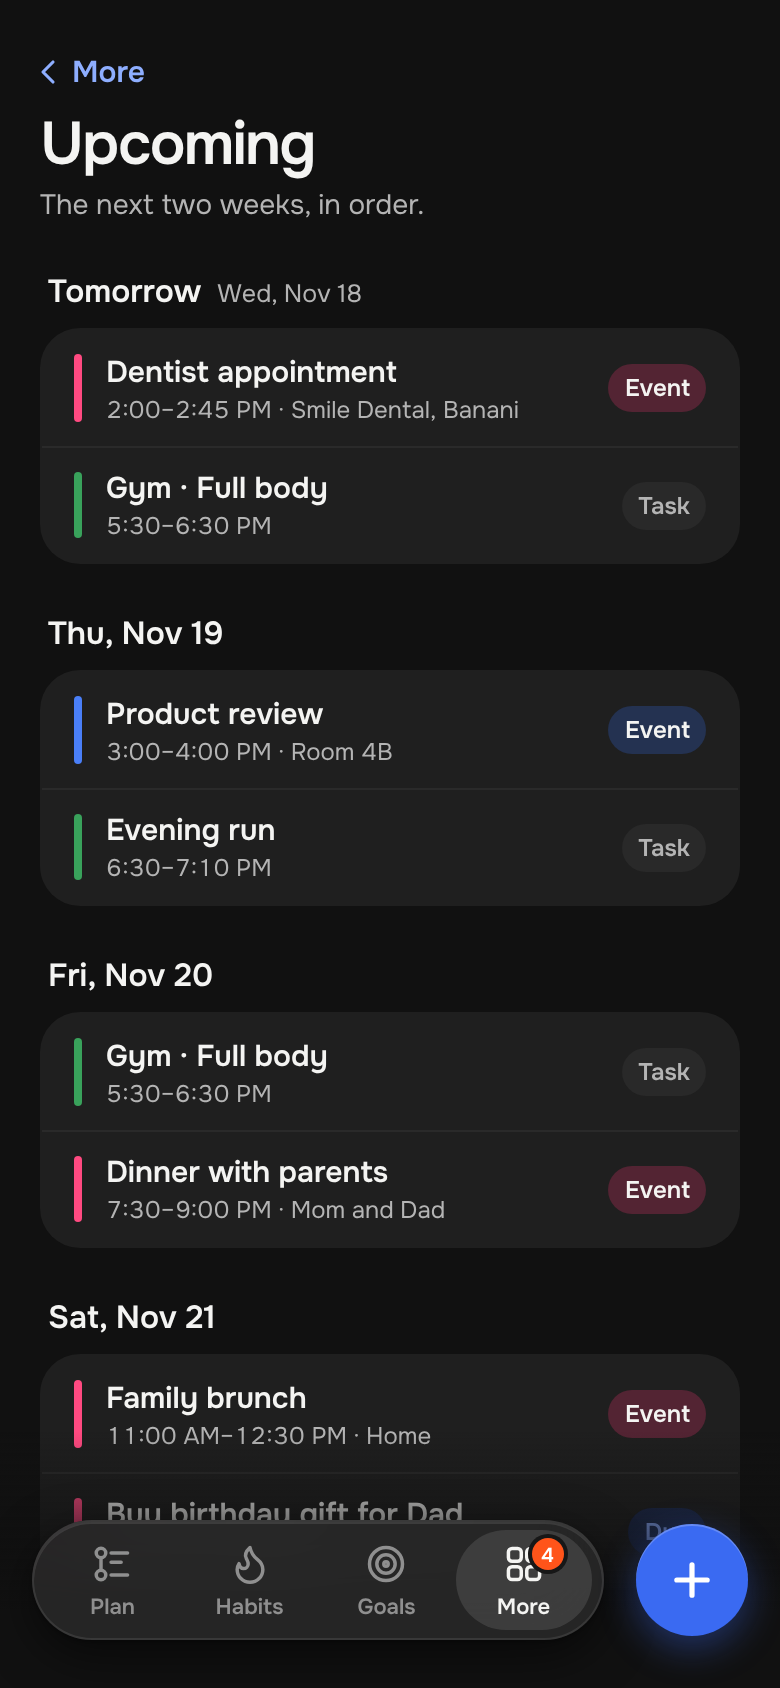 More
Upcoming
The next two weeks, in order.
Tomorrow Wed, Nov 18
Dentist appointment
2:00–2:45 PM · Smile Dental, Banani
Event
Gym · Full body
5:30–6:30 PM
Task
Thu, Nov 19
Product review
3:00–4:00 PM · Room 4B
Event
Evening run
6:30–7:10 PM
Task
Fri, Nov 20
Gym · Full body
5:30–6:30 PM
Task
Dinner with parents
7:30–9:00 PM · Mom and Dad
Event
Sat, Nov 21
Family brunch
11:00 AM–12:30 PM · Home
Event
Buy birthday gift for Dad
Plan
Habits
Goals
More
4